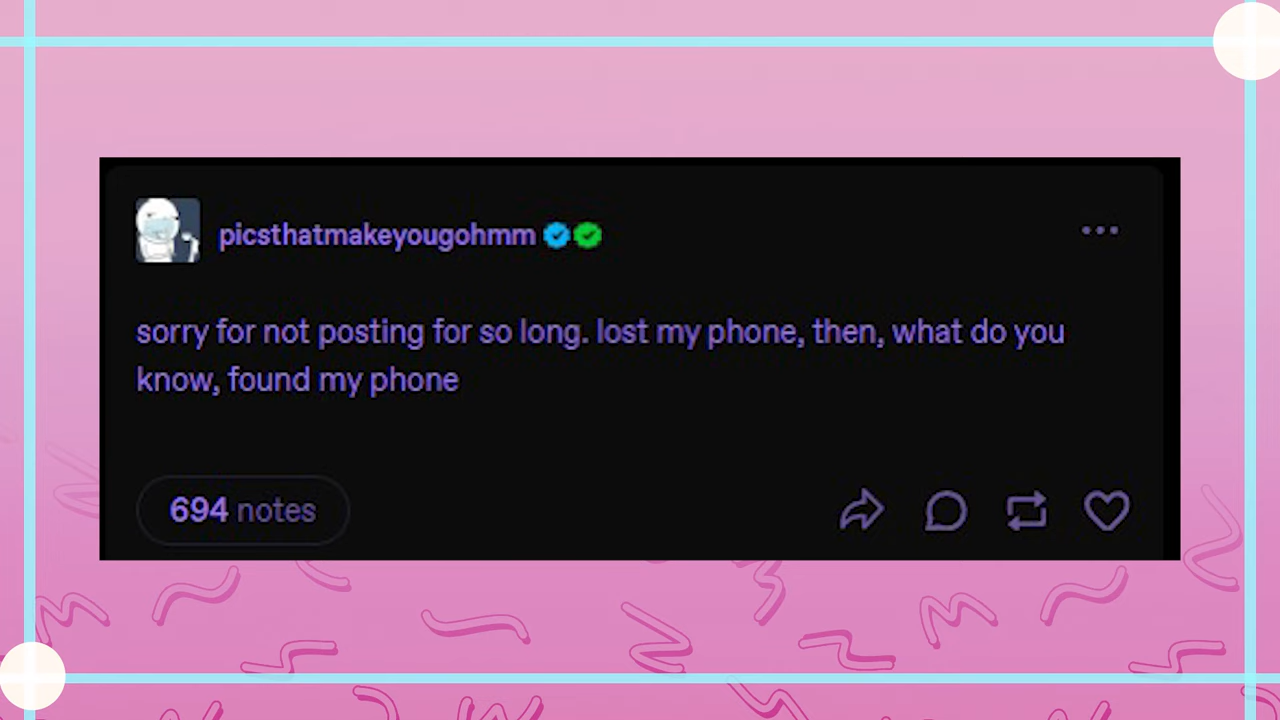 picsthatmakeyougohmm
sorry for not posting for so long. lost my phone, then, what do you
know, found my phone
694 notes